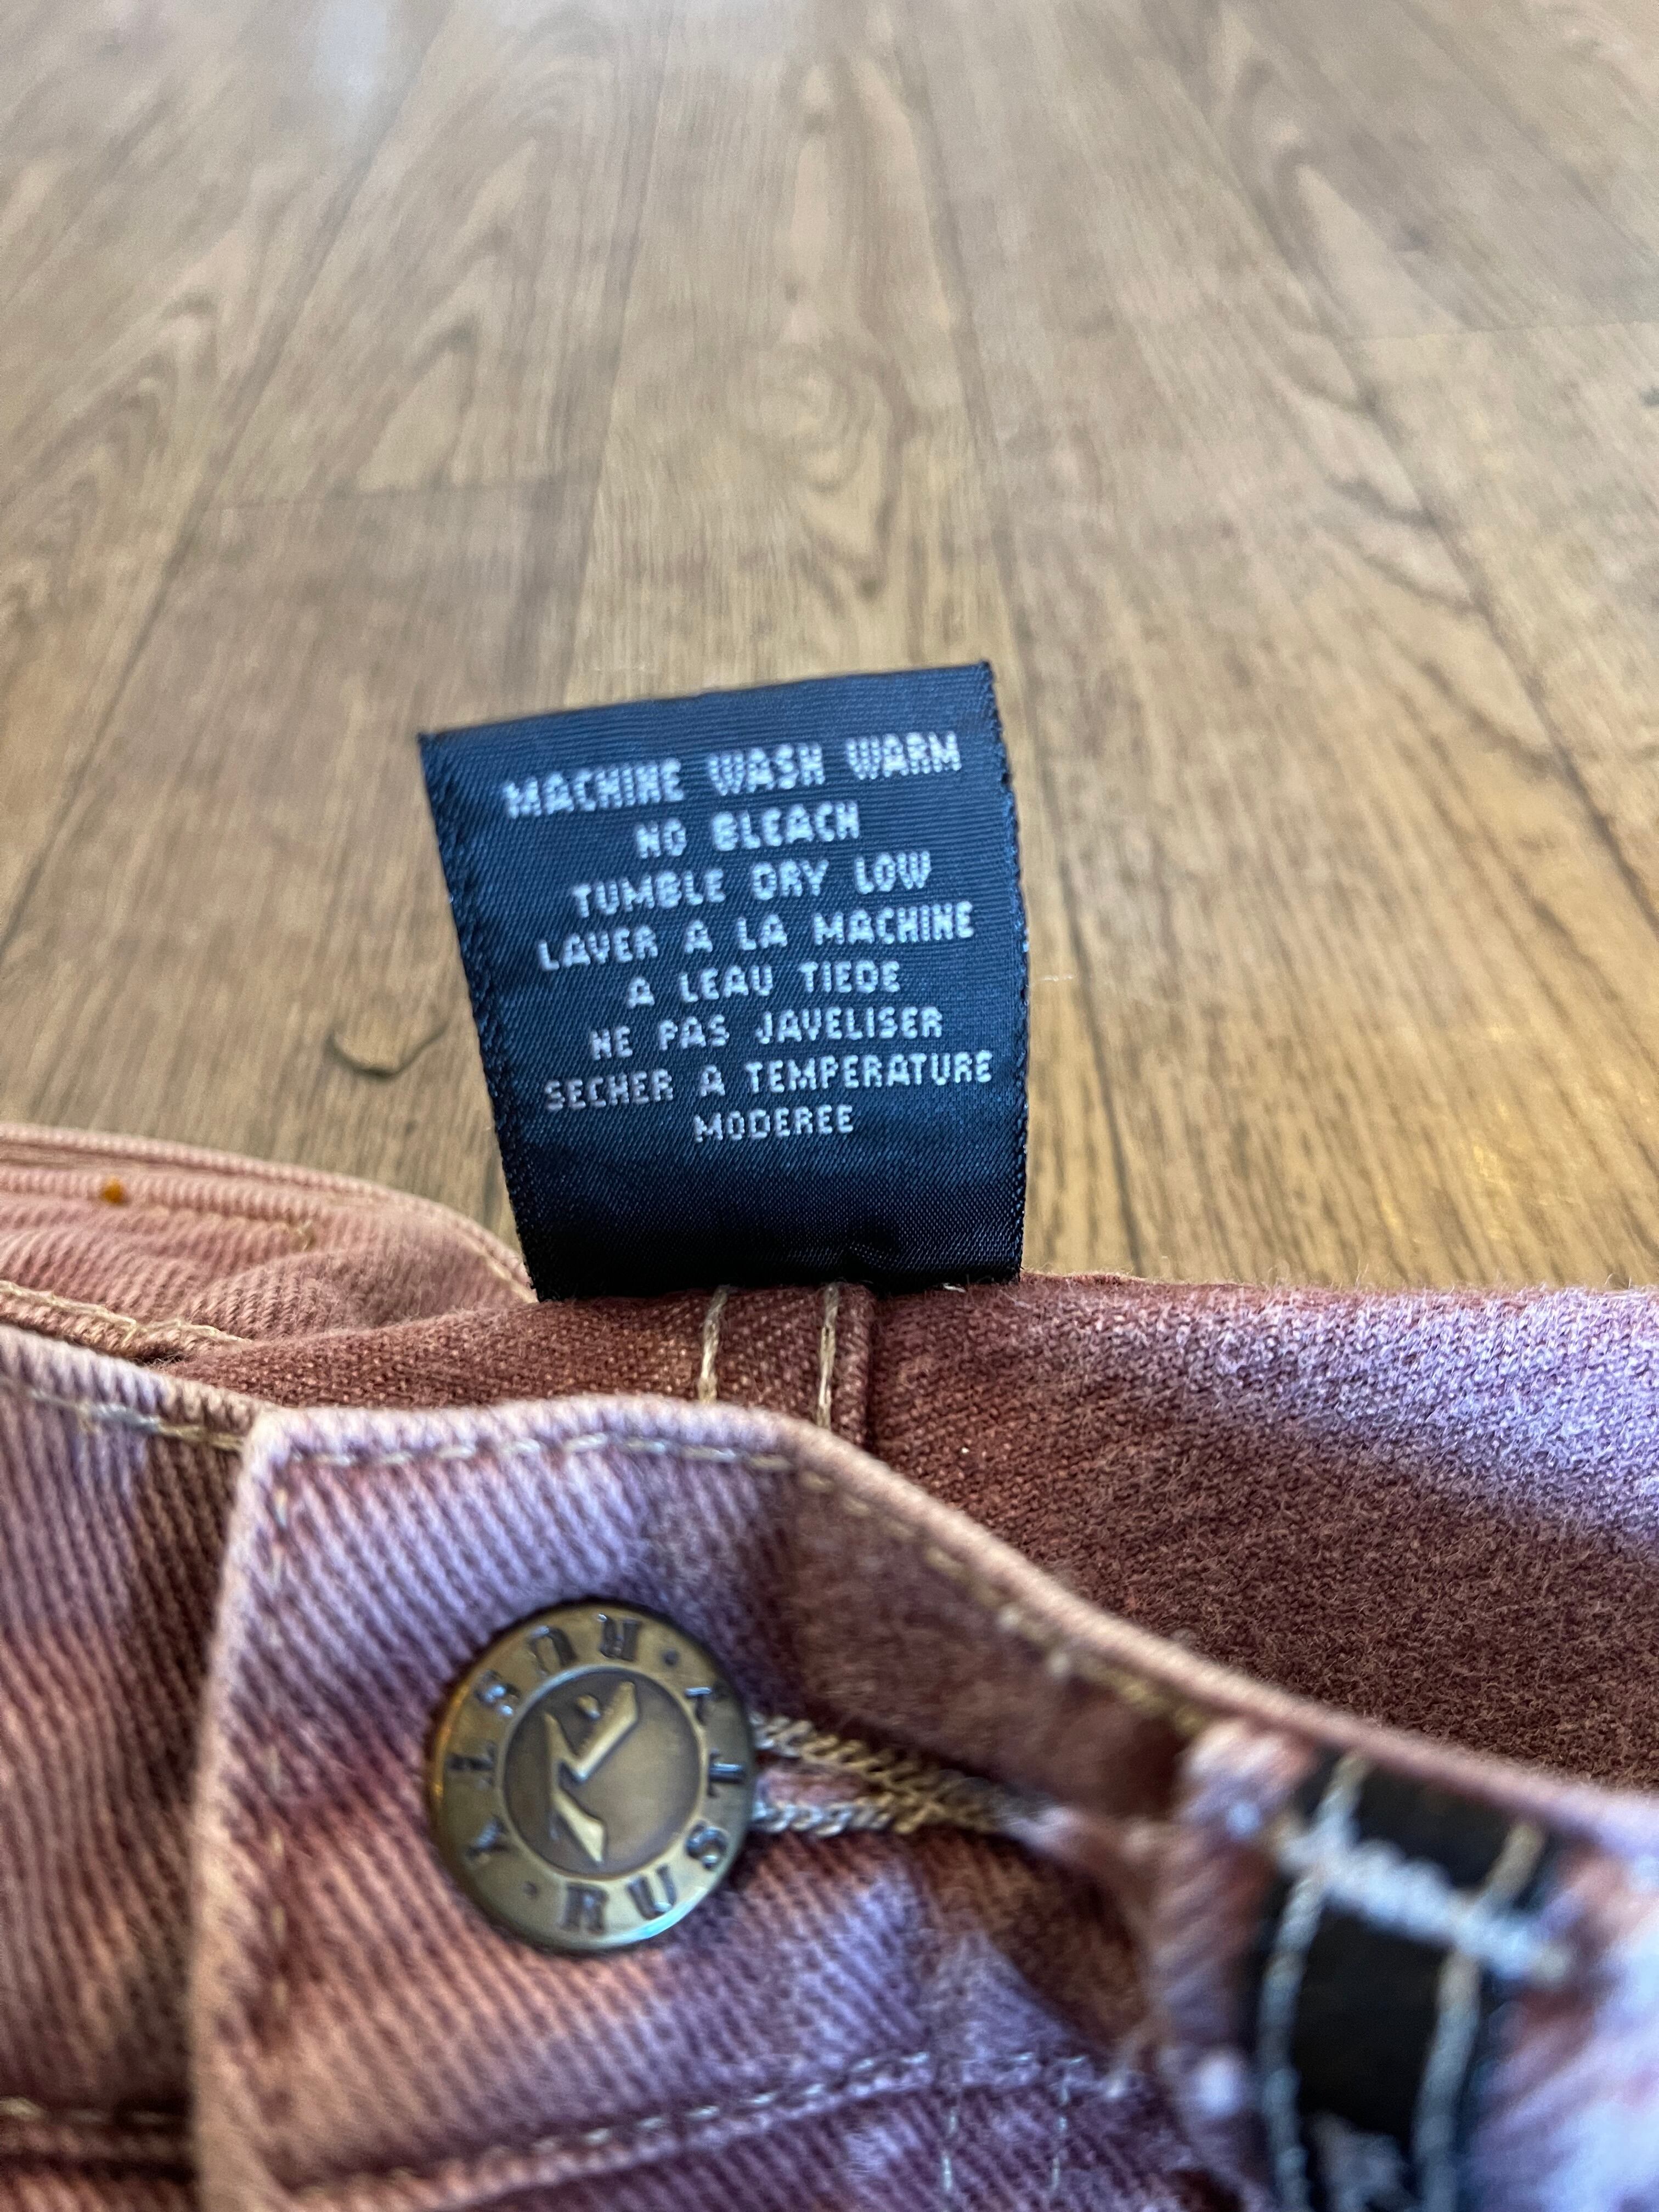 MACHINE WASH WARM
NO BLEACH
TUMBLE DRY LOW
LAVER A LA MACHINE
A LEAU TIEDE
NE PAS JAVELISER
SECHER A TEMPERATURE
MODEREE
RUSTY · RUSTY ·